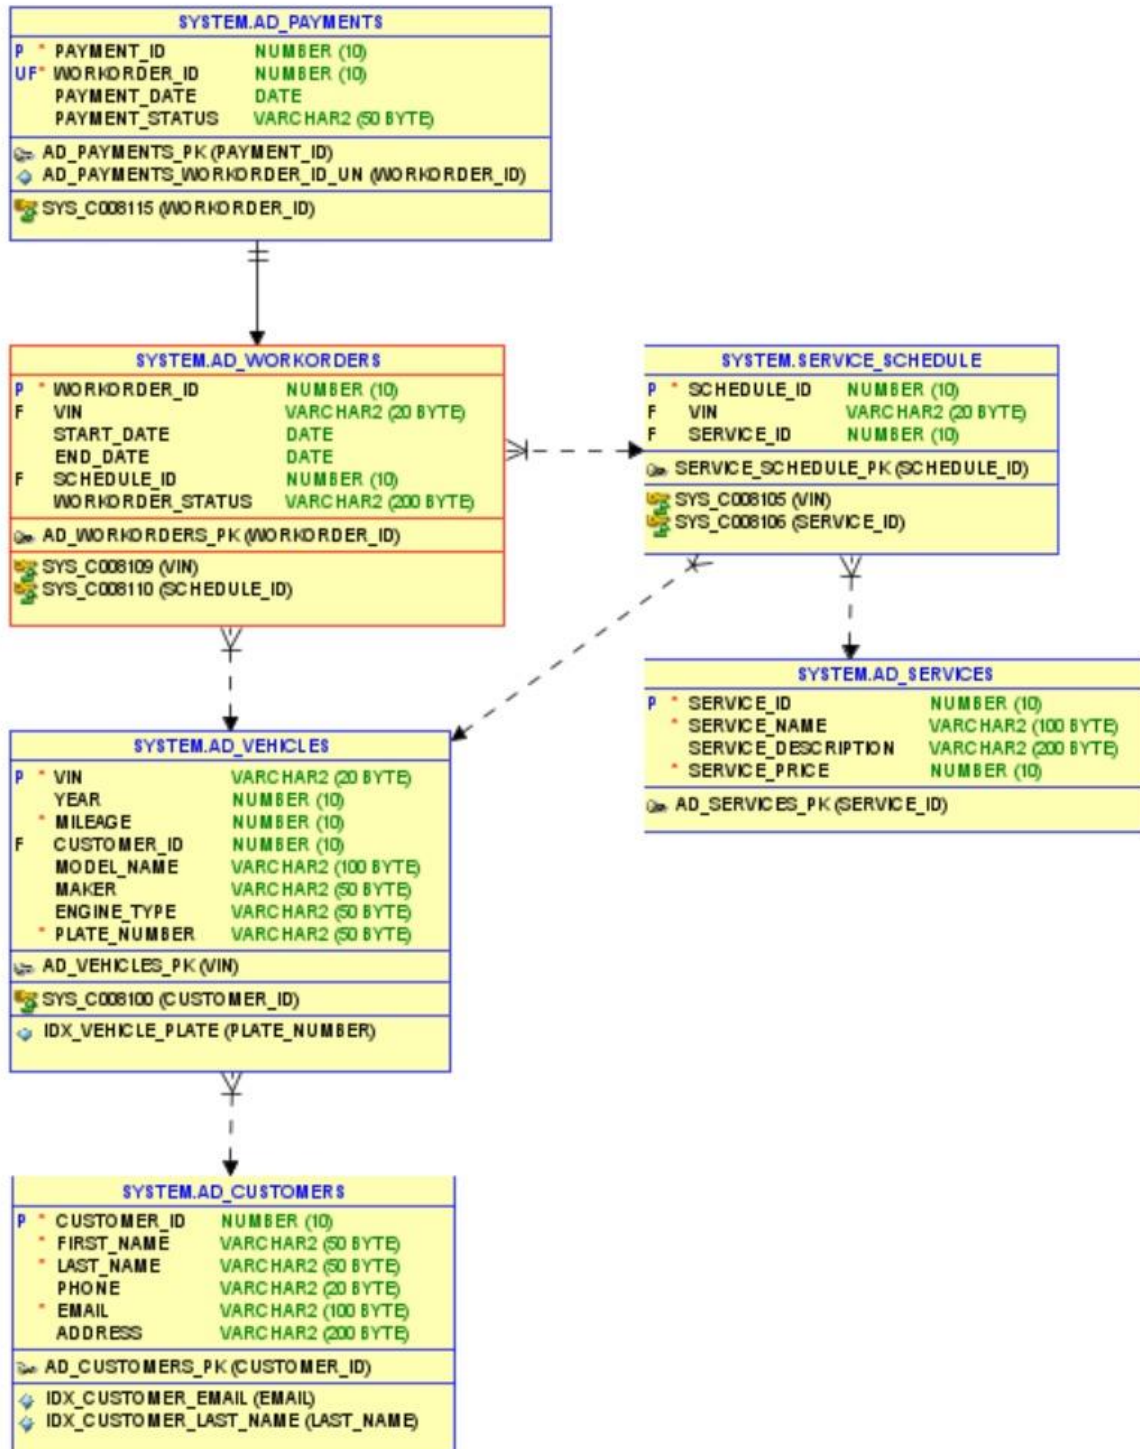 SYSTEM.AD_PAYMENTS
P * PAYMENT_ID NUMBER (10)
UF* WORKORDER_ID NUMBER (10)
PAYMENT_DATE DATE
PAYMENT_STATUS VARCHAR2 (50 BYTE)
AD_PAYMENTS_PK (PAYMENT_ID)
AD_PAYMENTS_WORKORDER_ID_UN (WORKORDER_ID)
SYS_C008115 (WORKORDER_ID)
SYSTEM.AD_WORKORDERS
P * WORKORDER_ID NUMBER (10)
F VIN VARCHAR2 (20 BYTE)
START_DATE DATE
END_DATE DATE
F SCHEDULE_ID NUMBER (10)
WORKORDER_STATUS VARCHAR2 (200 BYTE)
AD_WORKORDERS_PK (WORKORDER_ID)
SYS_C008109 (VIN)
SYS_C008110 (SCHEDULE_ID)
SYSTEM.SERVICE_SCHEDULE
P * SCHEDULE_ID NUMBER (10)
F VIN VARCHAR2 (20 BYTE)
F SERVICE_ID NUMBER (10)
SERVICE_SCHEDULE_PK (SCHEDULE_ID)
SYS_C008105 (VIN)
SYS_C008106 (SERVICE_ID)
SYSTEM.AD_SERVICES
P * SERVICE_ID NUMBER (10)
* SERVICE_NAME VARCHAR2 (100 BYTE)
SERVICE_DESCRIPTION VARCHAR2 (200 BYTE)
* SERVICE_PRICE NUMBER (10)
AD_SERVICES_PK (SERVICE_ID)
SYSTEM.AD_VEHICLES
P * VIN VARCHAR2 (20 BYTE)
YEAR NUMBER (10)
* MILEAGE NUMBER (10)
F CUSTOMER_ID NUMBER (10)
MODEL_NAME VARCHAR2 (100 BYTE)
MAKER VARCHAR2 (50 BYTE)
ENGINE_TYPE VARCHAR2 (50 BYTE)
* PLATE_NUMBER VARCHAR2 (50 BYTE)
AD_VEHICLES_PK (VIN)
SYS_C008100 (CUSTOMER_ID)
IDX_VEHICLE_PLATE (PLATE_NUMBER)
SYSTEM.AD_CUSTOMERS
P * CUSTOMER_ID NUMBER (10)
* FIRST_NAME VARCHAR2 (50 BYTE)
* LAST_NAME VARCHAR2 (50 BYTE)
PHONE VARCHAR2 (20 BYTE)
* EMAIL VARCHAR2 (100 BYTE)
ADDRESS VARCHAR2 (200 BYTE)
AD_CUSTOMERS_PK (CUSTOMER_ID)
IDX_CUSTOMER_EMAIL (EMAIL)
IDX_CUSTOMER_LAST_NAME (LAST_NAME)